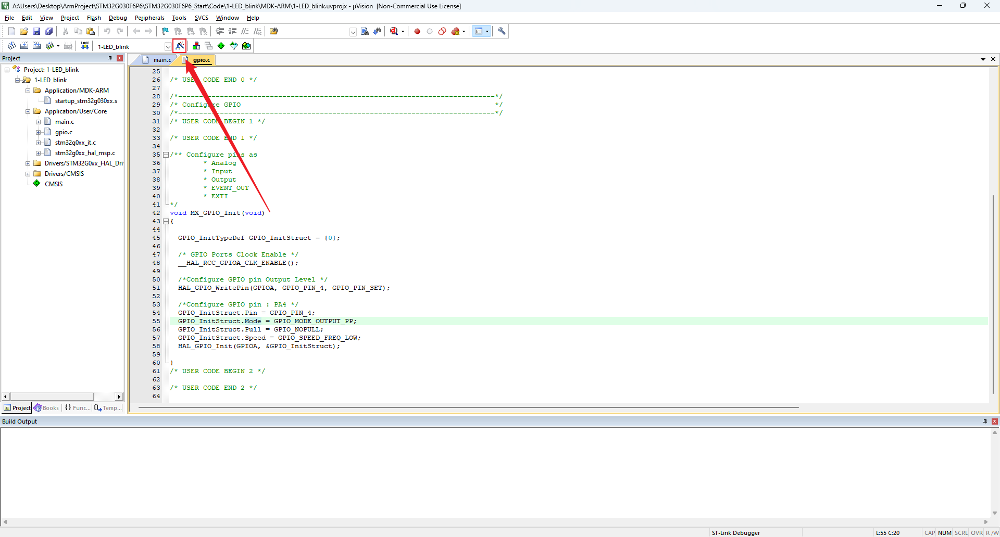 A:\Users\Desktop\ArmProject\STM32G030F6P6\STM32G030F6P6_Start\Code\1-LED_blink\MDK-ARM\1-LED_blink.uvprojx - µVision [Non-Commercial Use License]
File Edit View Project Flash Debug Peripherals Tools SVCS Window Help
LOAD 1-LED_blink
Project
main.c gpio.c
Project: 1-LED_blink
1-LED_blink
Application/MDK-ARM
startup_stm32g030xx.s
Application/User/Core
main.c
gpio.c
stm32g0xx_it.c
stm32g0xx_hal_msp.c
Drivers/STM32G0xx_HAL_Dri
Drivers/CMSIS
CMSIS
25
26 /* USE CODE END 0 */
27
28 /*----------------------------------------------------------------------------*/
29 /* Configure GPIO */
30 /*----------------------------------------------------------------------------*/
31 /* USER CODE BEGIN 1 */
32
33 /* USER CODE END 1 */
34
35 /** Configure pins as
36 * Analog
37 * Input
38 * Output
39 * EVENT_OUT
40 * EXTI
41 */
42 void MX_GPIO_Init(void)
43 {
44
45 GPIO_InitTypeDef GPIO_InitStruct = {0};
46
47 /* GPIO Ports Clock Enable */
48 __HAL_RCC_GPIOA_CLK_ENABLE();
49
50 /*Configure GPIO pin Output Level */
51 HAL_GPIO_WritePin(GPIOA, GPIO_PIN_4, GPIO_PIN_SET);
52
53 /*Configure GPIO pin : PA4 */
54 GPIO_InitStruct.Pin = GPIO_PIN_4;
55 GPIO_InitStruct.Mode = GPIO_MODE_OUTPUT_PP;
56 GPIO_InitStruct.Pull = GPIO_NOPULL;
57 GPIO_InitStruct.Speed = GPIO_SPEED_FREQ_LOW;
58 HAL_GPIO_Init(GPIOA, &GPIO_InitStruct);
59
60 }
61 /* USER CODE BEGIN 2 */
62
63 /* USER CODE END 2 */
64
Project Books {} Func... Temp...
Build Output
ST-Link Debugger L:55 C:20 CAP NUM SCRL OVR R/W